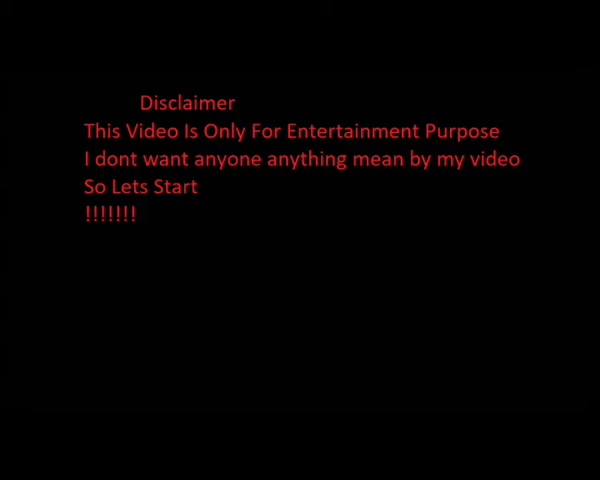 Disclaimer
This Video Is Only For Entertainment Purpose
I dont want anyone anything mean by my video
So Lets Start
!!!!!!!